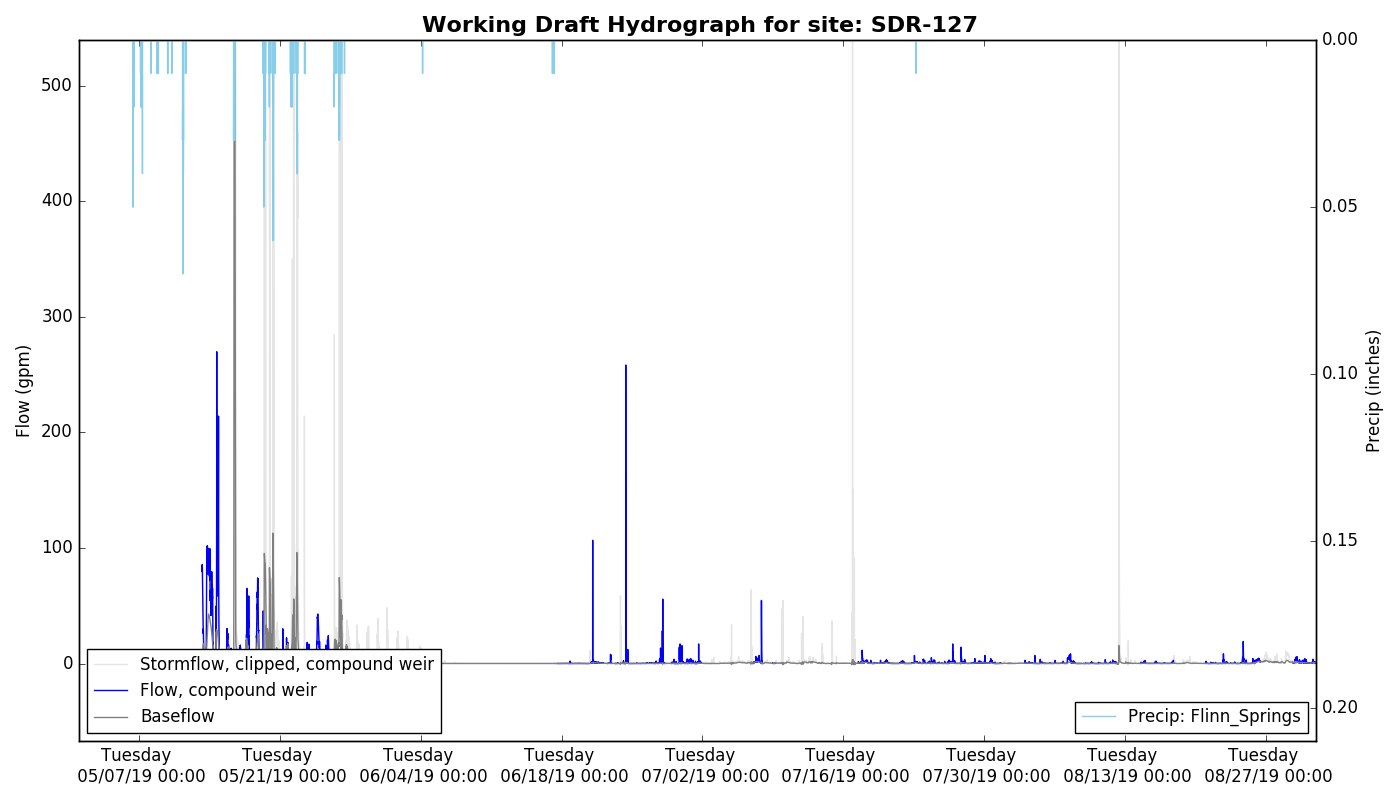 Working Draft Hydrograph for site: SDR-127
500
400
300
200
100
0
Flow (gpm)
0.00
0.05
0.10
0.15
0.20
Precip (inches)
Stormflow, clipped, compound weir
Flow, compound weir
Baseflow
Precip: Flinn_Springs
Tuesday
05/07/19 00:00
Tuesday
05/21/19 00:00
Tuesday
06/04/19 00:00
Tuesday
06/18/19 00:00
Tuesday
07/02/19 00:00
Tuesday
07/16/19 00:00
Tuesday
07/30/19 00:00
Tuesday
08/13/19 00:00
Tuesday
08/27/19 00:00